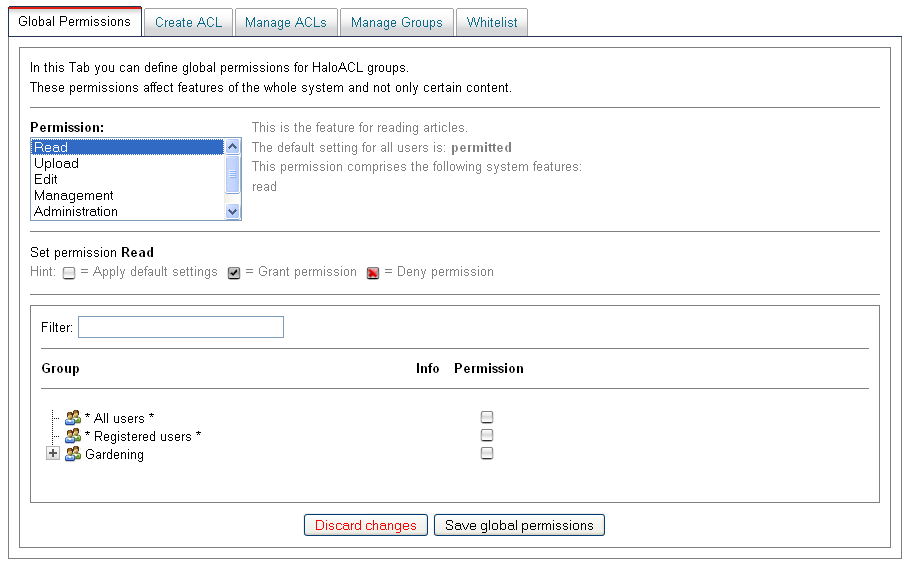 Global Permissions Create ACL Manage ACLs Manage Groups Whitelist
In this Tab you can define global permissions for HaloACL groups.
These permissions affect features of the whole system and not only certain content.
Permission:
Read
Upload
Edit
Management
Administration
This is the feature for reading articles.
The default setting for all users is: permitted
This permission comprises the following system features:
read
Set permission Read
Hint: = Apply default settings = Grant permission = Deny permission
Filter:
Group Info Permission
* All users *
* Registered users *
Gardening
Discard changes Save global permissions